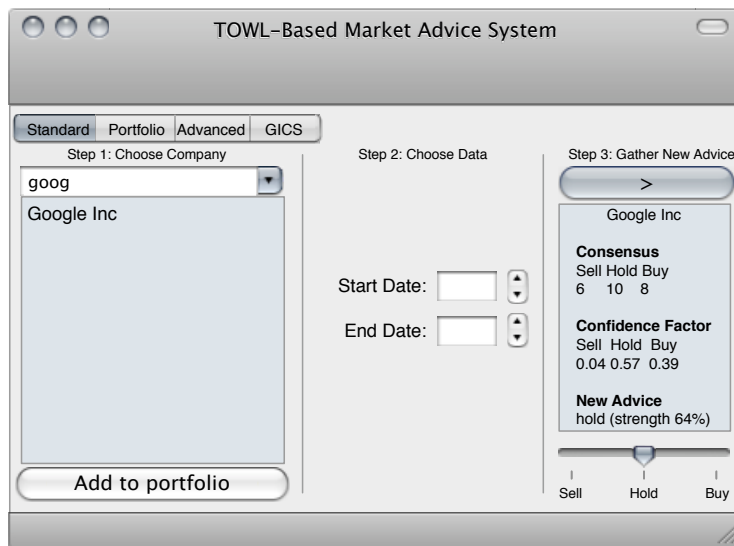 TOWL-Based Market Advice System
Standard Portfolio Advanced GICS
Step 1: Choose Company
goog
Google Inc
Add to portfolio
Step 2: Choose Data
Start Date:
End Date:
Step 3: Gather New Advice
>
Google Inc
Consensus
Sell Hold Buy
6 10 8
Confidence Factor
Sell Hold Buy
0.04 0.57 0.39
New Advice
hold (strength 64%)
Sell Hold Buy